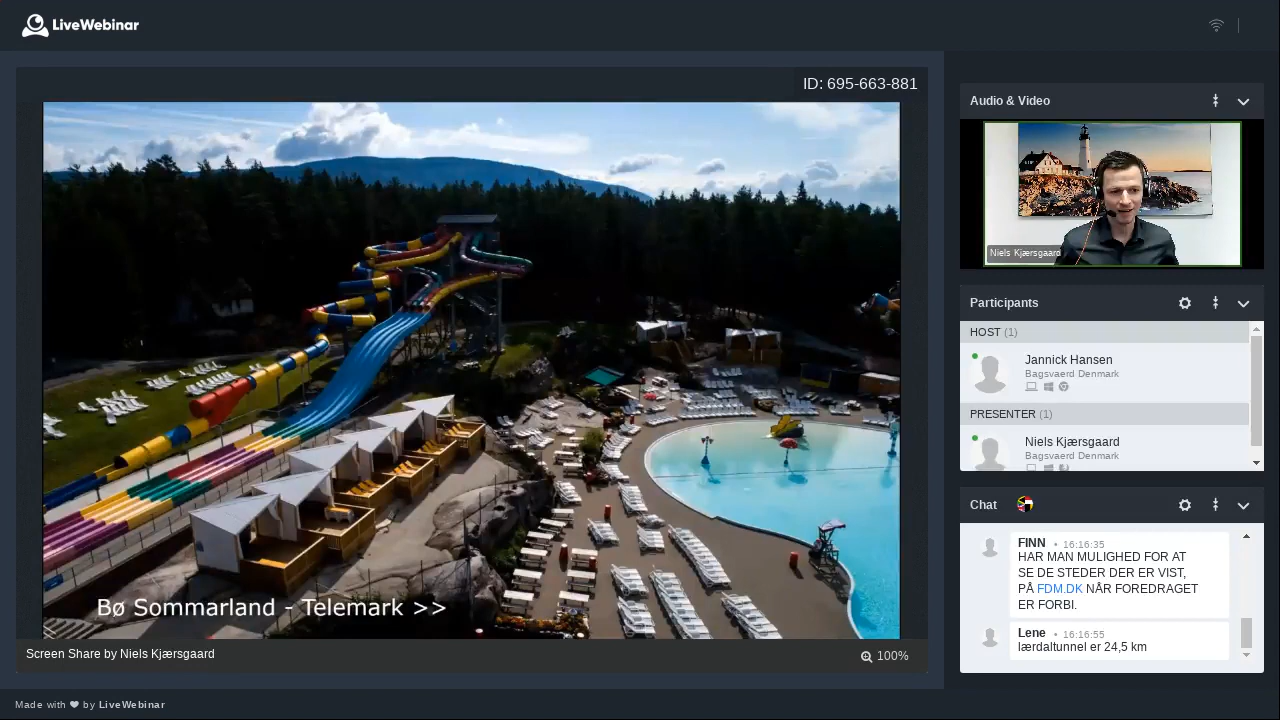 LiveWebinar
ID: 695-663-881
Audio & Video
Niels Kjærsgaard
Participants
HOST (1)
Jannick Hansen
Bagsvaerd Denmark
PRESENTER (1)
Niels Kjærsgaard
Bagsvaerd Denmark
Chat
FINN • 16:16:35
HAR MAN MULIGHED FOR AT
SE DE STEDER DER ER VIST,
PÅ FDM.DK NÅR FOREDRAGET
ER FORBI.
Lene • 16:16:55
lærdaltunnel er 24,5 km
Bø Sommarland - Telemark >>
Screen Share by Niels Kjærsgaard
100%
Made with ❤ by LiveWebinar